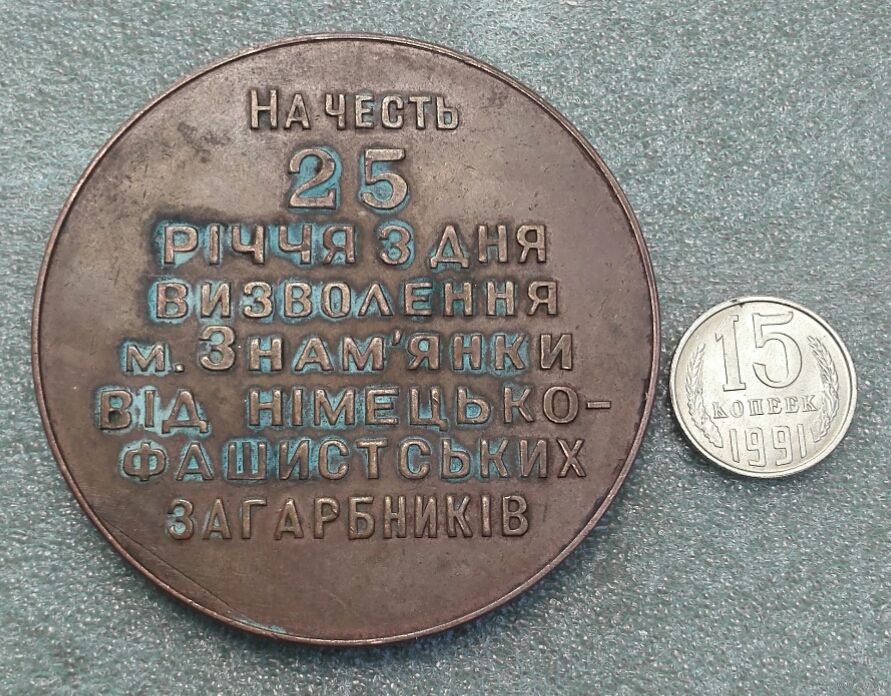 На честь
25
річчя з дня
визволення
м. Знам'янки
від німецько-
фашистських
загарбників
15
КОПЕЕК
1991